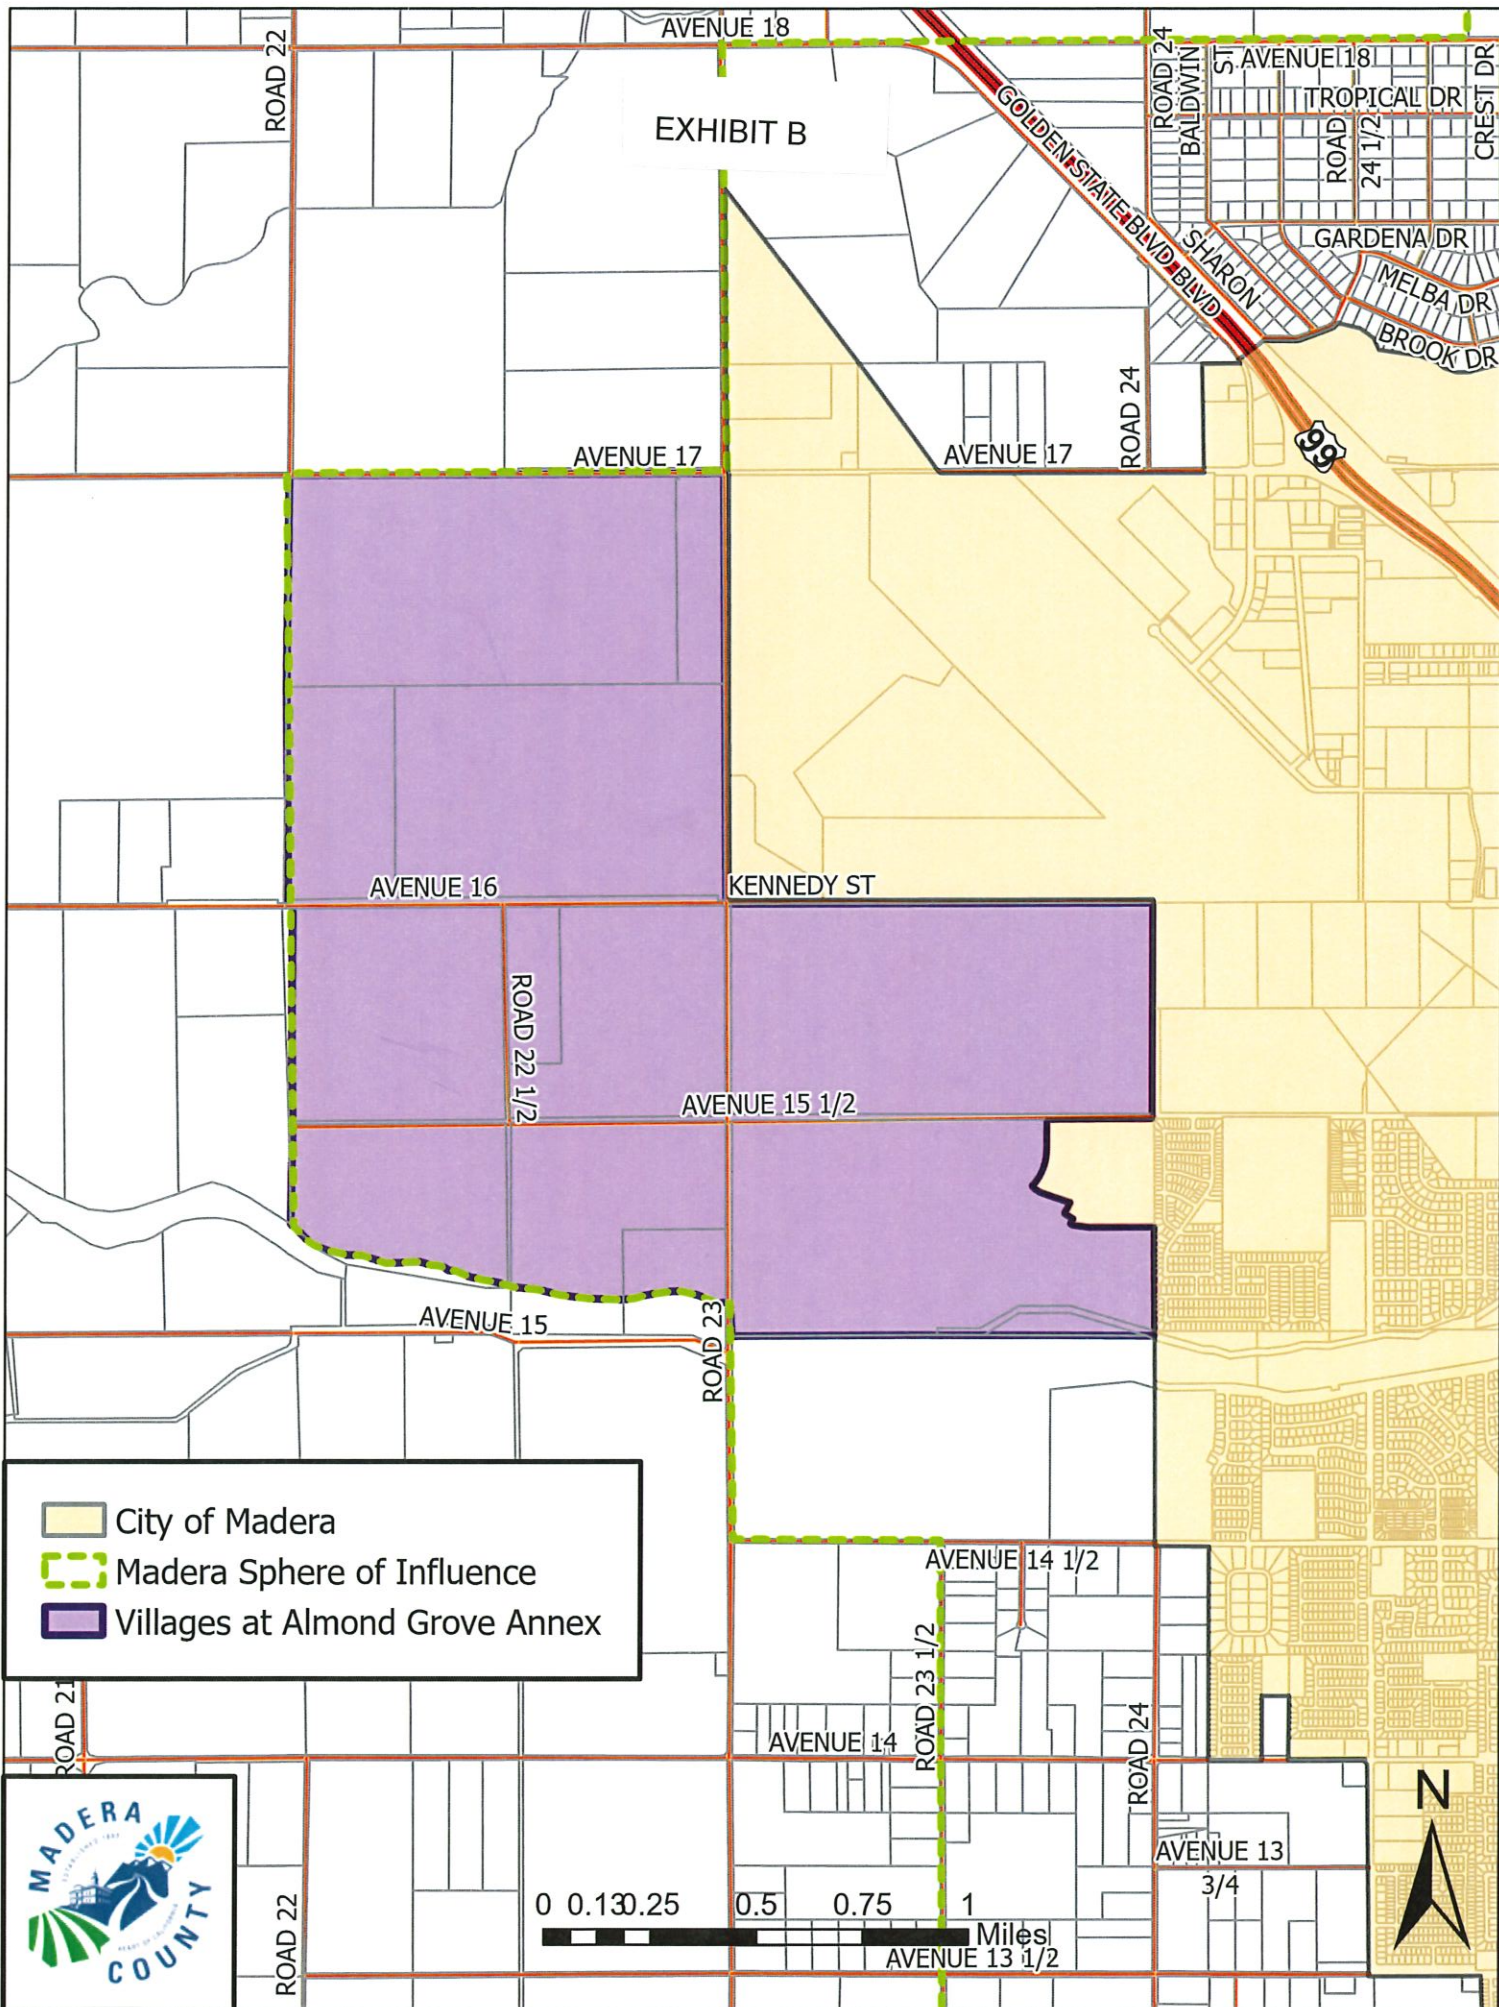 AVENUE 18
ROAD 22
ROAD 24
BALDWIN
ST
AVENUE 18
TROPICAL DR
CREST DR
ROAD
24 1/2
EXHIBIT B
GOLDEN STATE BLVD BLVD
SHARON
GARDENA DR
MELBA DR
BROOK DR
ROAD 24
99
AVENUE 17
AVENUE 17
AVENUE 16
KENNEDY ST
ROAD 22 1/2
AVENUE 15 1/2
AVENUE 15
ROAD 23
City of Madera
Madera Sphere of Influence
Villages at Almond Grove Annex
AVENUE 14 1/2
ROAD 23 1/2
ROAD 21
AVENUE 14
ROAD 24
N
MADERA
COUNTY
AVENUE 13
3/4
ROAD 22
0 0.13 0.25 0.5 0.75 1
Miles
AVENUE 13 1/2